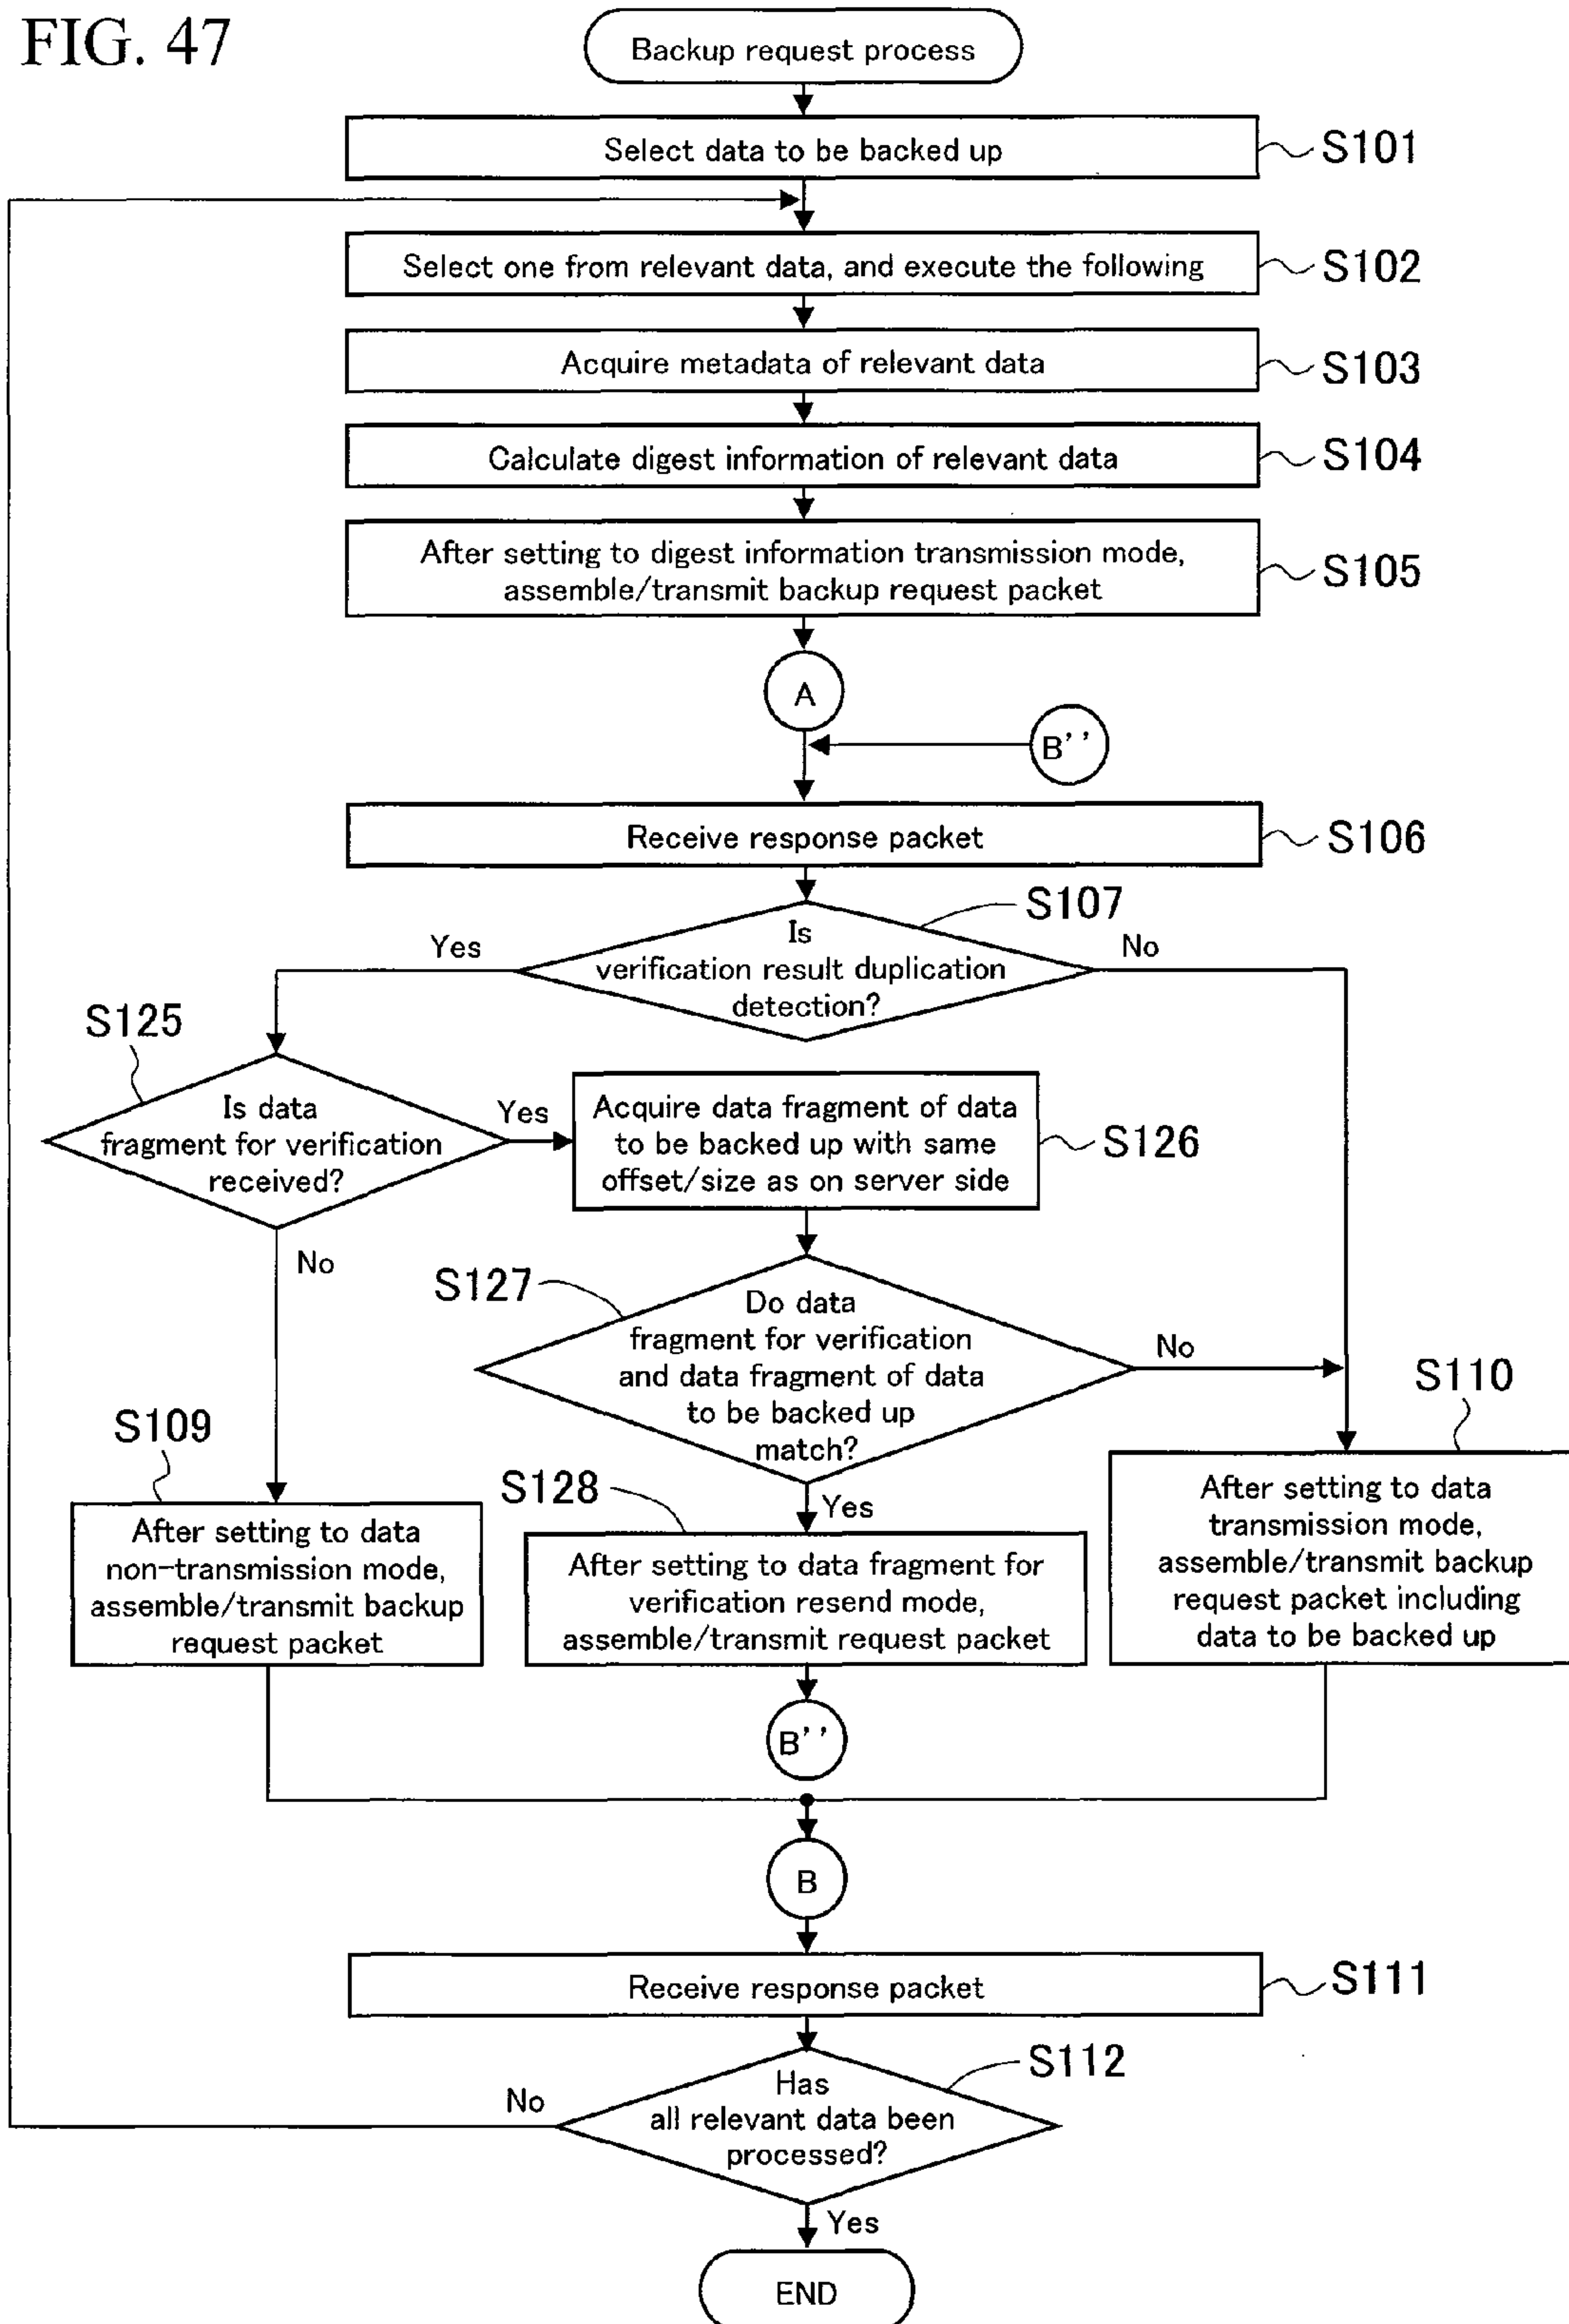 FIG. 47
Backup request process
Select data to be backed up
S101
Select one from relevant data, and execute the following
S102
Acquire metadata of relevant data
S103
Calculate digest information of relevant data
S104
After setting to digest information transmission mode,
assemble/transmit backup request packet
S105
A
B''
Receive response packet
S106
S107
Is
verification result duplication
detection?
Yes
No
S125
Is data
fragment for verification
received?
Yes
No
Acquire data fragment of data
to be backed up with same
offset/size as on server side
S126
S127
Do data
fragment for verification
and data fragment of data
to be backed up
match?
No
Yes
S110
S109
After setting to data
non-transmission mode,
assemble/transmit backup
request packet
S128
After setting to data fragment for
verification resend mode,
assemble/transmit request packet
After setting to data
transmission mode,
assemble/transmit backup
request packet including
data to be backed up
B''
B
Receive response packet
S111
S112
Has
all relevant data been
processed?
No
Yes
END